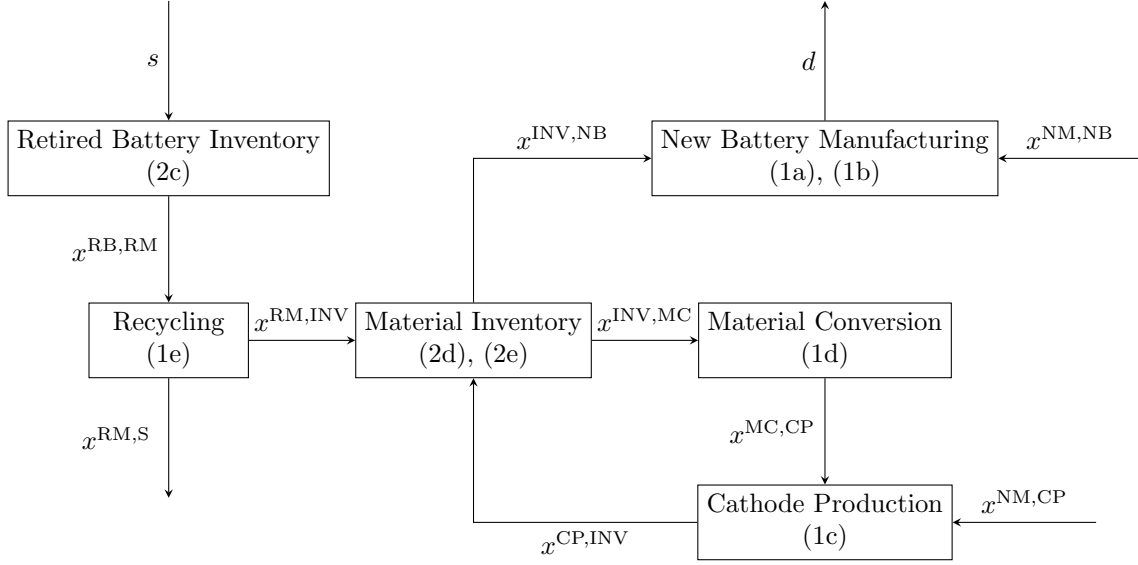 s
d
Retired Battery Inventory
(2c)
x^{INV,NB}
New Battery Manufacturing
(1a), (1b)
x^{NM,NB}
x^{RB,RM}
Recycling
(1e)
x^{RM,INV}
Material Inventory
(2d), (2e)
x^{INV,MC}
Material Conversion
(1d)
x^{RM,S}
x^{MC,CP}
Cathode Production
(1c)
x^{NM,CP}
x^{CP,INV}